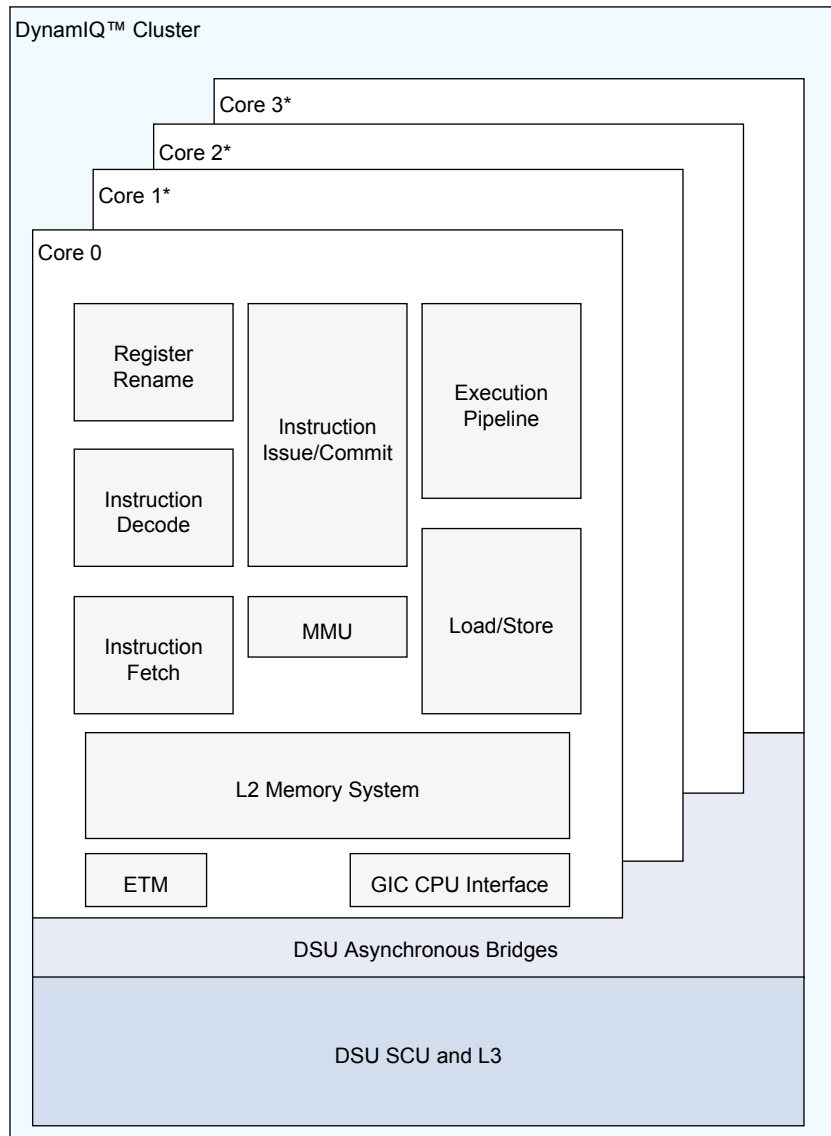 DynamIQ™ Cluster
Core 3*
Core 2*
Core 1*
Core 0
Register
Rename
Instruction
Issue/Commit
Execution
Pipeline
Instruction
Decode
Instruction
Fetch
MMU
Load/Store
L2 Memory System
ETM
GIC CPU Interface
DSU Asynchronous Bridges
DSU SCU and L3